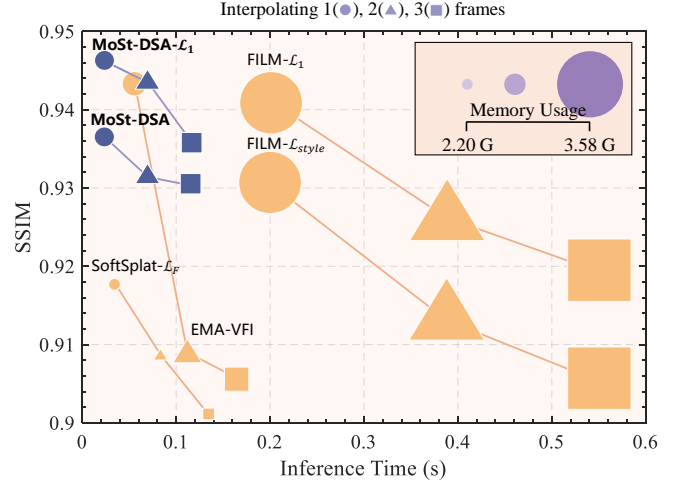 Interpolating 1(●), 2(▲), 3(■) frames
0.95
MoSt-DSA-ℒ₁
FILM-ℒ₁
Memory Usage
2.20 G
3.58 G
0.94
MoSt-DSA
FILM-ℒstyle
0.93
SSIM
0.92
SoftSplat-ℒF
EMA-VFI
0.91
0.9
0 0.1 0.2 0.3 0.4 0.5 0.6
Inference Time (s)